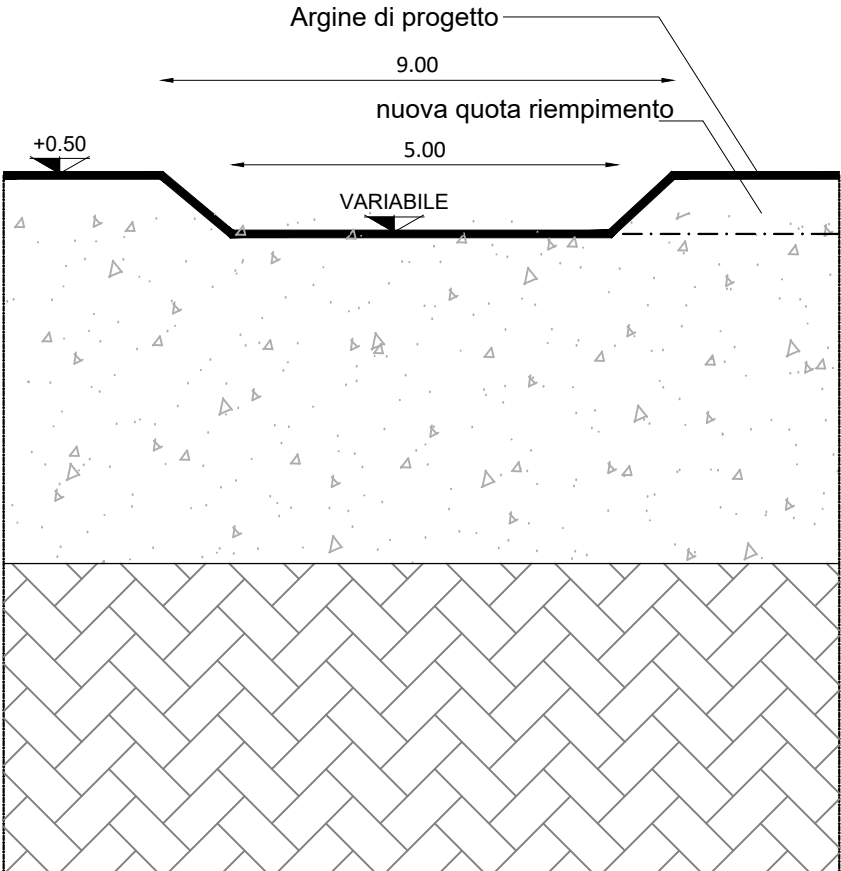 Argine di progetto
9.00
nuova quota riempimento
+0.50
5.00
VARIABILE